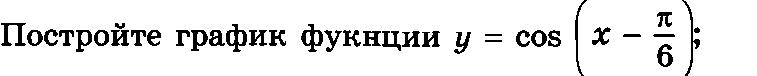 Постройте график фукнции y = cos (x − π/6);